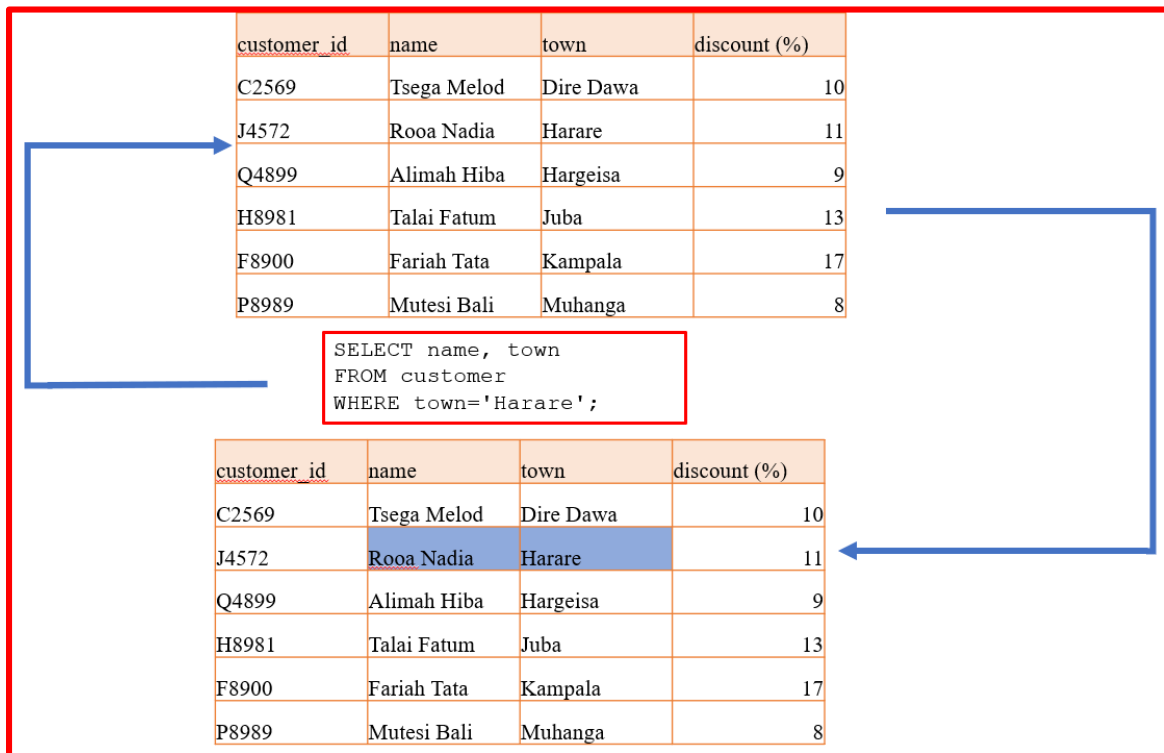 customer_id name town discount (%)
C2569 Tsega Melod Dire Dawa 10
J4572 Rooa Nadia Harare 11
Q4899 Alimah Hiba Hargeisa 9
H8981 Talai Fatum Juba 13
F8900 Fariah Tata Kampala 17
P8989 Mutesi Bali Muhanga 8
SELECT name, town
FROM customer
WHERE town='Harare';
customer_id name town discount (%)
C2569 Tsega Melod Dire Dawa 10
J4572 Rooa Nadia Harare 11
Q4899 Alimah Hiba Hargeisa 9
H8981 Talai Fatum Juba 13
F8900 Fariah Tata Kampala 17
P8989 Mutesi Bali Muhanga 8